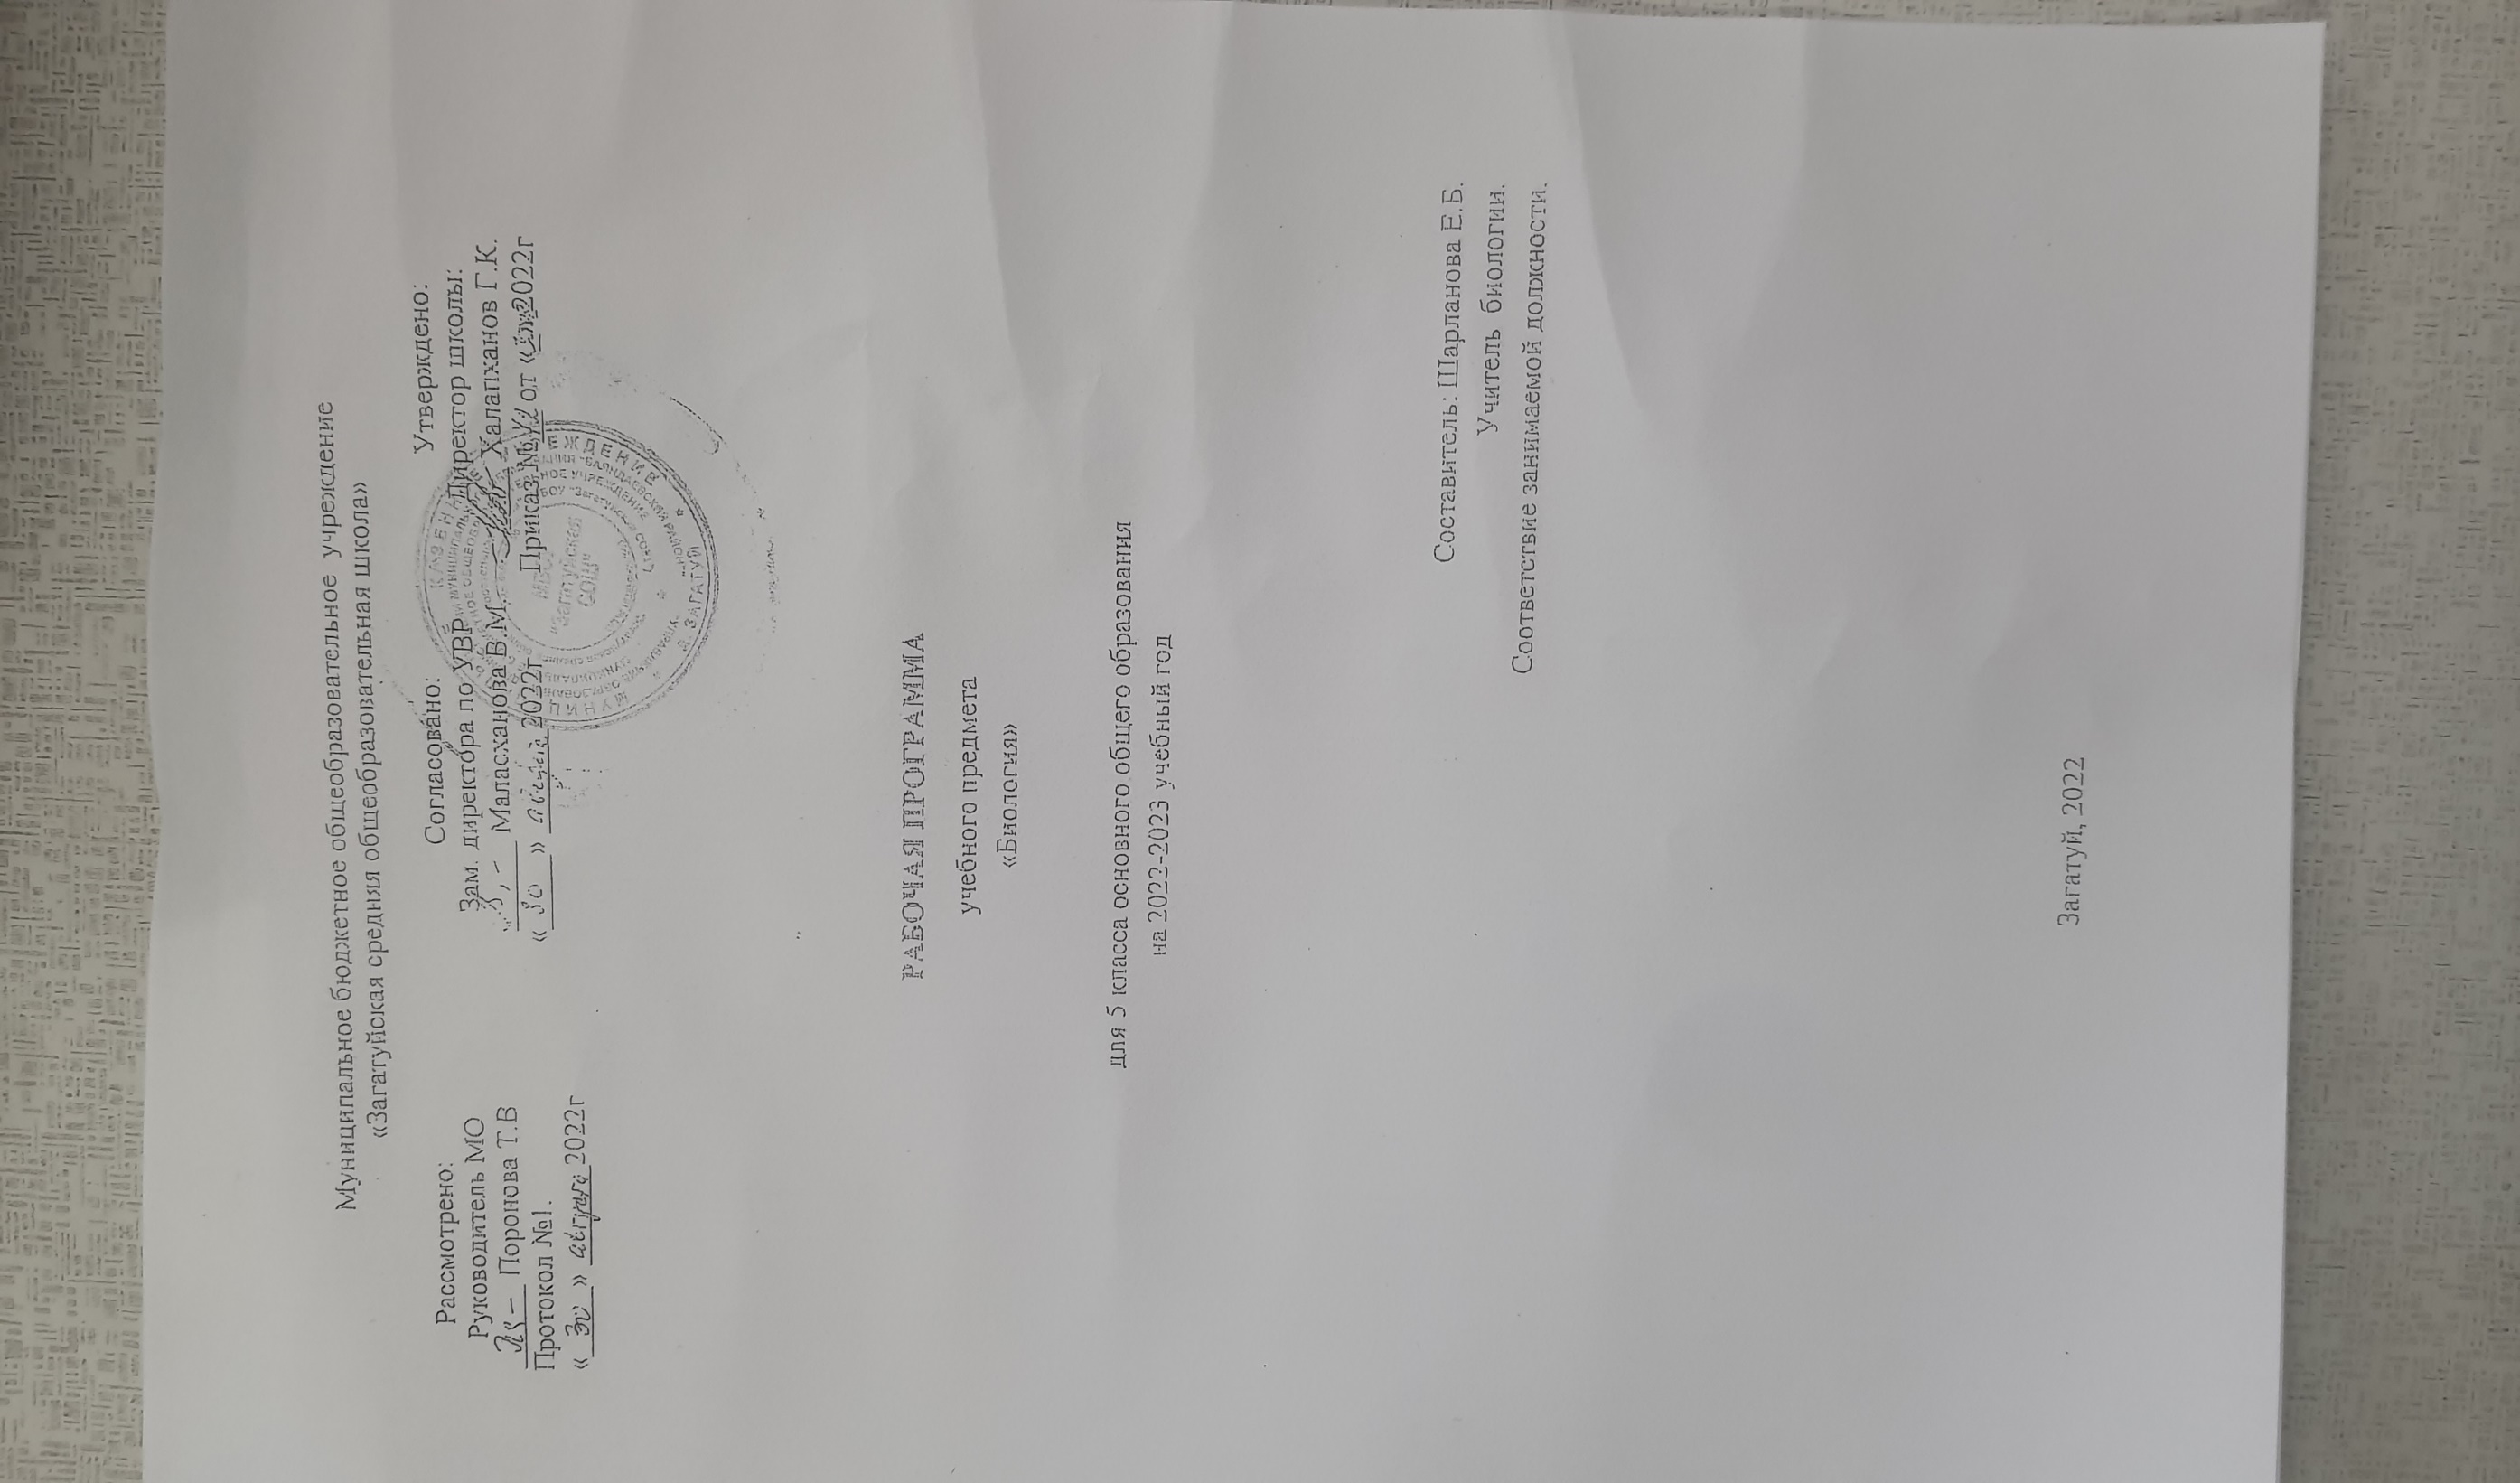 Муниципальное бюджетное общеобразовательное учреждение
«Загатуйская средняя общеобразовательная школа»
Рассмотрено:
Руководитель МО
Поронова Т.В
Протокол №1.
« 30 » августа 2022г
Согласовано:
Зам. директора по УВР
Маласханова В.М.
« 30 » августа 2022г
Утверждено:
Директор школы:
Халапханов Г.К.
Приказ № от « 2022г
МБОУ
"Загатуйская
СОШ"
РАБОЧАЯ ПРОГРАММА
учебного предмета
«Биология»
для 5 класса основного общего образования
на 2022-2023 учебный год
Составитель: Шарланова Е.Б.
Учитель биологии.
Соответствие занимаемой должности.
Загатуй, 2022